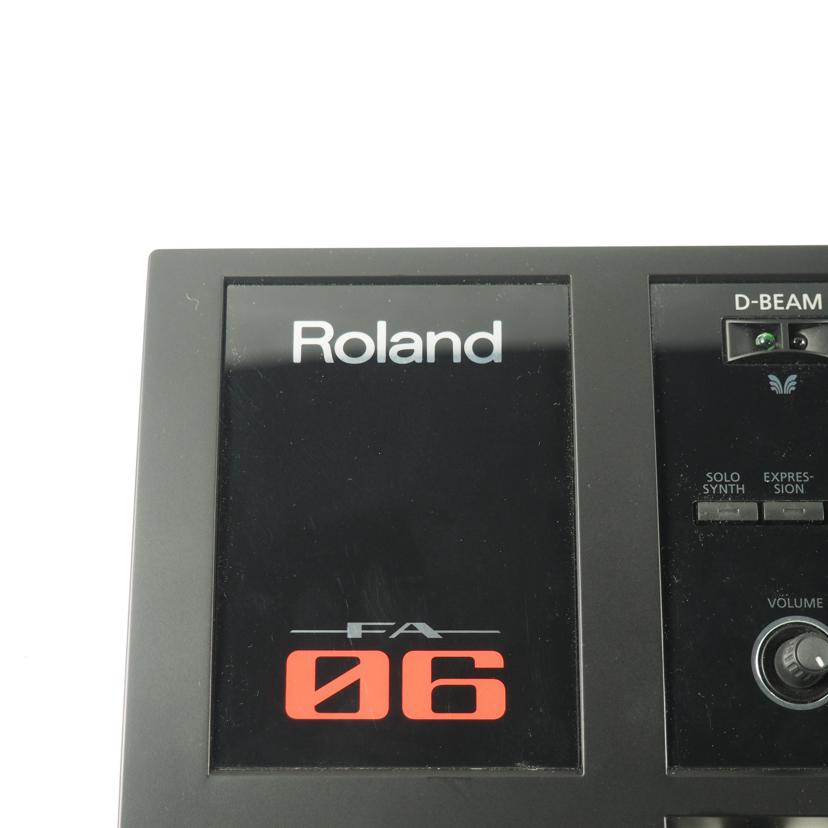 Roland
FA
06
D-BEAM
SOLO
SYNTH
EXPRES-
SION
VOLUME